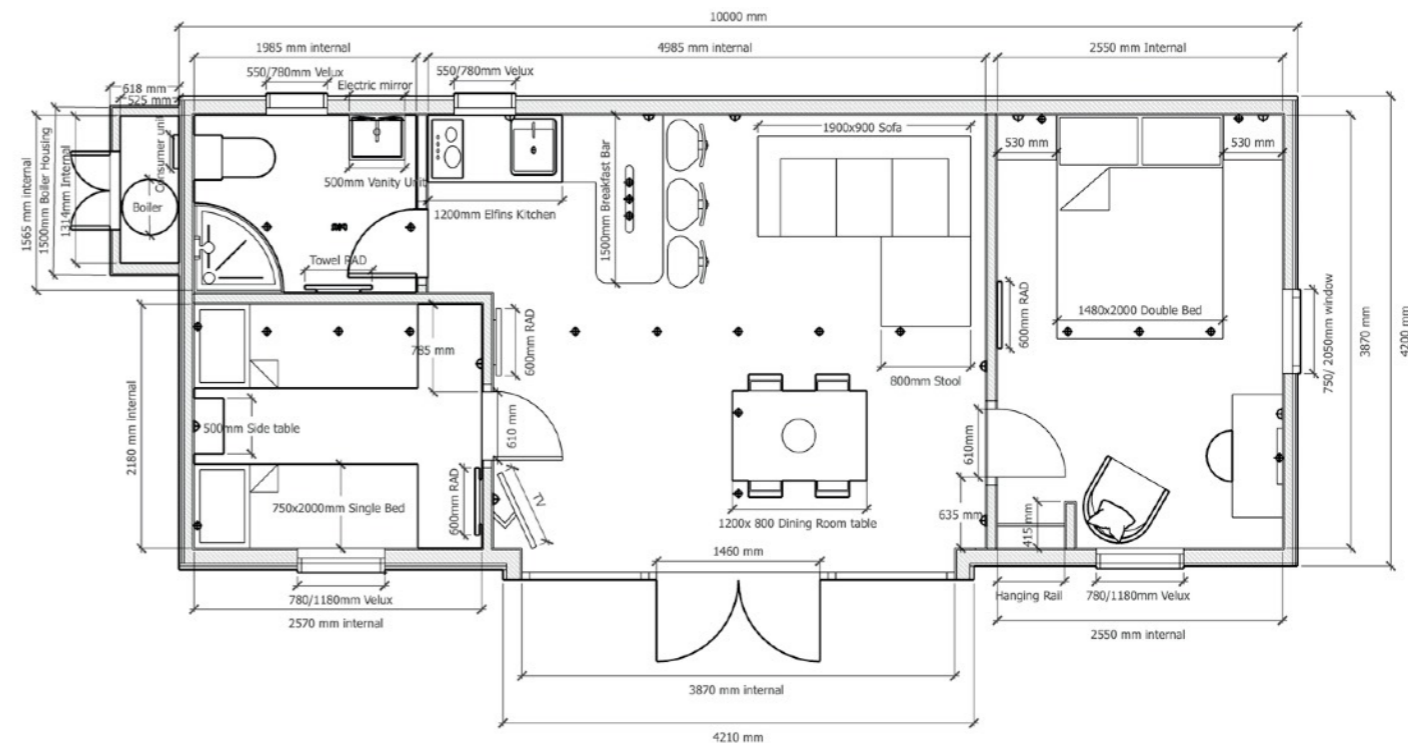 10000 mm
1985 mm internal
4985 mm internal
2550 mm Internal
550/780mm Velux
Electric mirror
550/780mm Velux
618 mm
525 mm
Consumer unit
1900x900 Sofa
530 mm
530 mm
500mm Vanity Unit
1565 mm internal
1500mm Boiler Housing
1314mm Internal
Boiler
1200mm Elfins Kitchen
1500mm Breakfast Bar
Towel RAD
600mm RAD
1480x2000 Double Bed
600mm RAD
750/ 2050mm window
3870 mm internal
4200 mm
785 mm
800mm Stool
2180 mm internal
500mm Side table
610 mm
610mm
750x2000mm Single Bed
600mm RAD
TV
1200x 800 Dining Room table
635 mm
415 mm
1460 mm
780/1180mm Velux
Hanging Rail
780/1180mm Velux
2570 mm internal
2550 mm internal
3870 mm internal
4210 mm